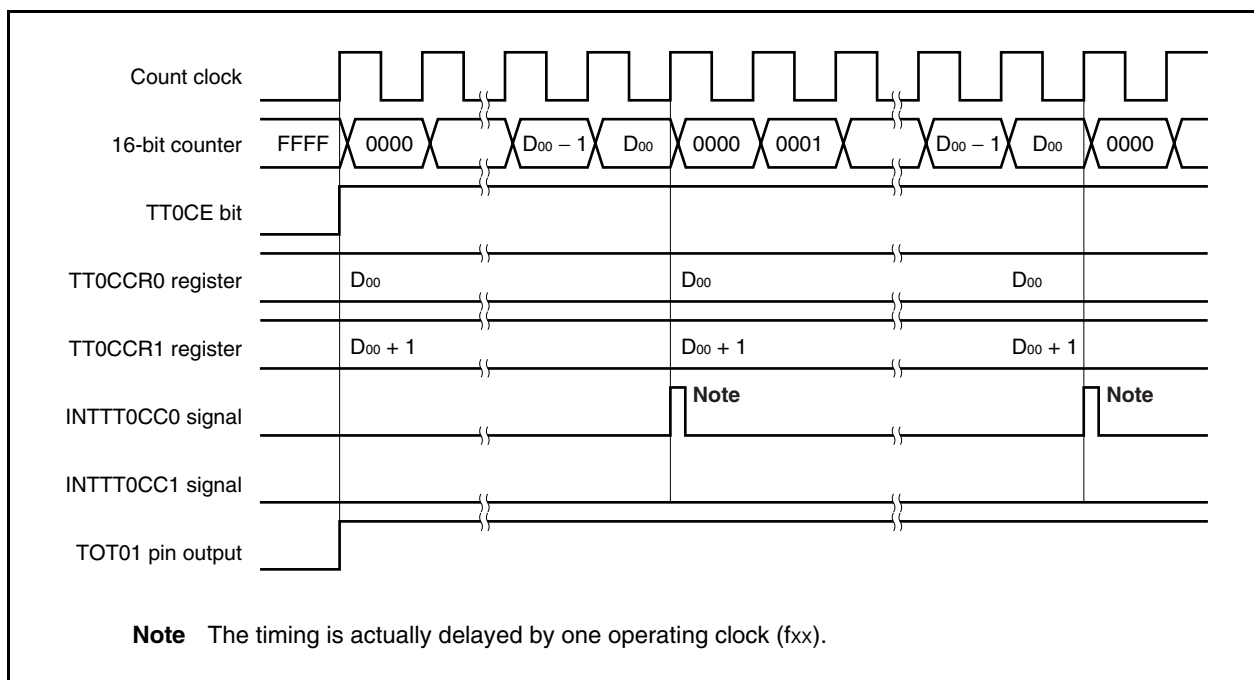 Count clock
16-bit counter FFFF 0000 D00 − 1 D00 0000 0001 D00 − 1 D00 0000
TT0CE bit
TT0CCR0 register D00 D00 D00
TT0CCR1 register D00 + 1 D00 + 1 D00 + 1
INTTT0CC0 signal Note Note
INTTT0CC1 signal
TOT01 pin output
Note The timing is actually delayed by one operating clock (fxx).